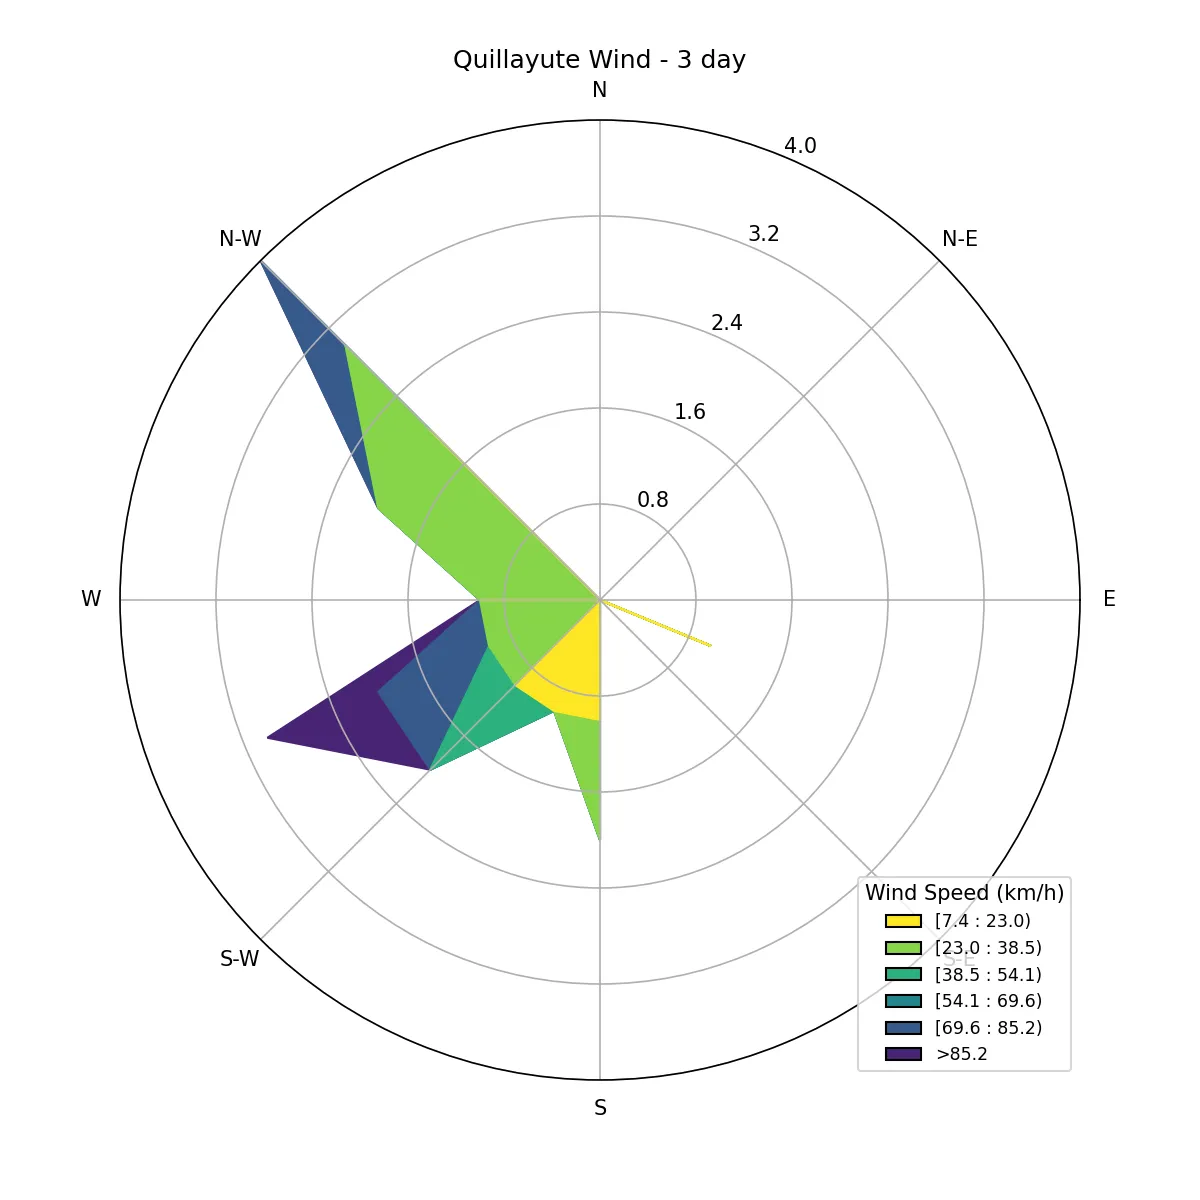 Quillayute Wind - 3 day
N
4.0
N-W
N-E
3.2
2.4
1.6
0.8
W
E
Wind Speed (km/h)
[7.4 : 23.0)
[23.0 : 38.5)
S-W
S-E
[38.5 : 54.1)
[54.1 : 69.6)
[69.6 : 85.2)
>85.2
S